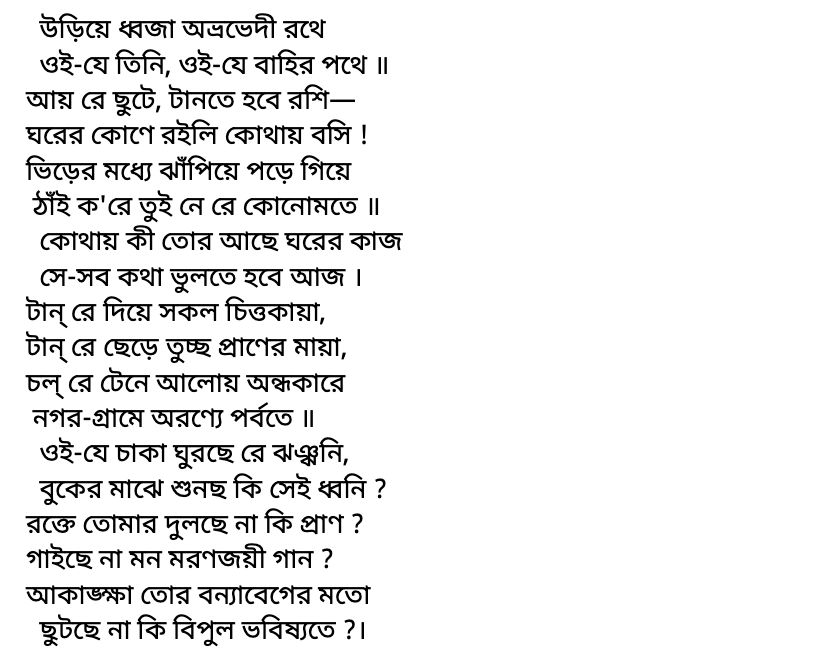 উড়িয়ে ধ্বজা অভ্রভেদী রথে
ওই-যে তিনি, ওই-যে বাহির পথে ॥
আয় রে ছুটে, টানতে হবে রশি—
ঘরের কোণে রইলি কোথায় বসি !
ভিড়ের মধ্যে ঝাঁপিয়ে পড়ে গিয়ে
ঠাঁই ক'রে তুই নে রে কোনোমতে ॥
কোথায় কী তোর আছে ঘরের কাজ
সে-সব কথা ভুলতে হবে আজ ।
টান্ রে দিয়ে সকল চিত্তকায়া,
টান্ রে ছেড়ে তুচ্ছ প্রাণের মায়া,
চল্ রে টেনে আলোয় অন্ধকারে
নগর-গ্রামে অরণ্যে পর্বতে ॥
ওই-যে চাকা ঘুরছে রে ঝঞ্ঝনি,
বুকের মাঝে শুনছ কি সেই ধ্বনি ?
রক্তে তোমার দুলছে না কি প্রাণ ?
গাইছে না মন মরণজয়ী গান ?
আকাঙ্ক্ষা তোর বন্যাবেগের মতো
ছুটছে না কি বিপুল ভবিষ্যতে ?।